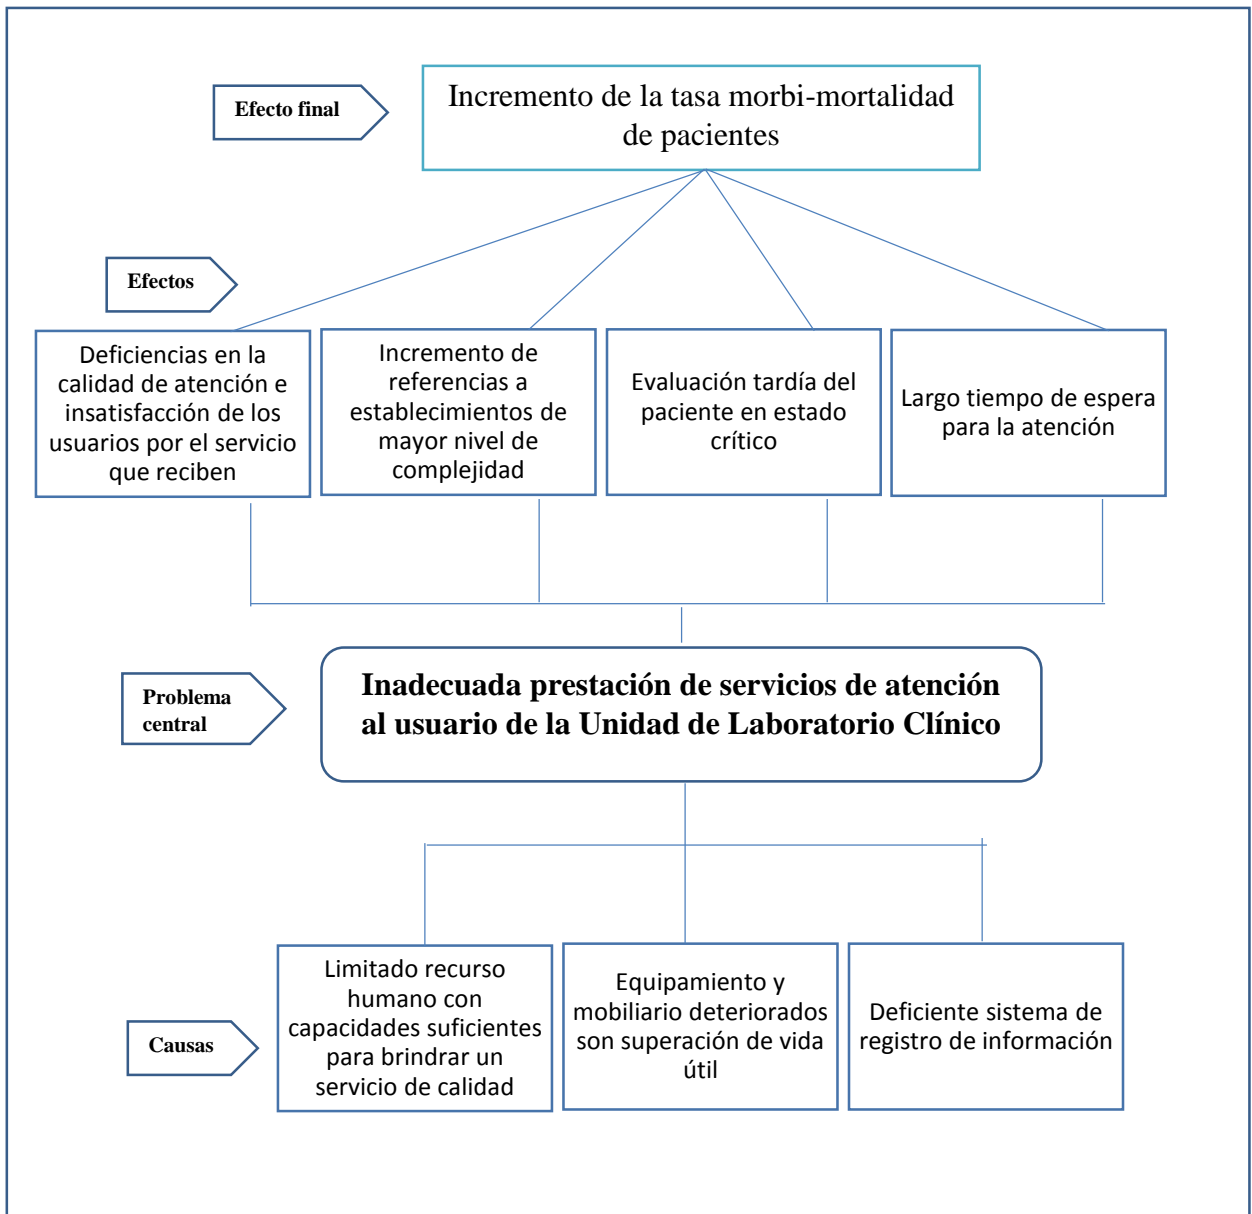 Efecto final
Incremento de la tasa morbi-mortalidad
de pacientes
Efectos
Deficiencias en la
calidad de atención e
insatisfacción de los
usuarios por el servicio
que reciben
Incremento de
referencias a
establecimientos de
mayor nivel de
complejidad
Evaluación tardía del
paciente en estado
crítico
Largo tiempo de espera
para la atención
Problema
central
Inadecuada prestación de servicios de atención
al usuario de la Unidad de Laboratorio Clínico
Causas
Limitado recurso
humano con
capacidades suficientes
para brindrar un
servicio de calidad
Equipamiento y
mobiliario deteriorados
son superación de vida
útil
Deficiente sistema de
registro de información